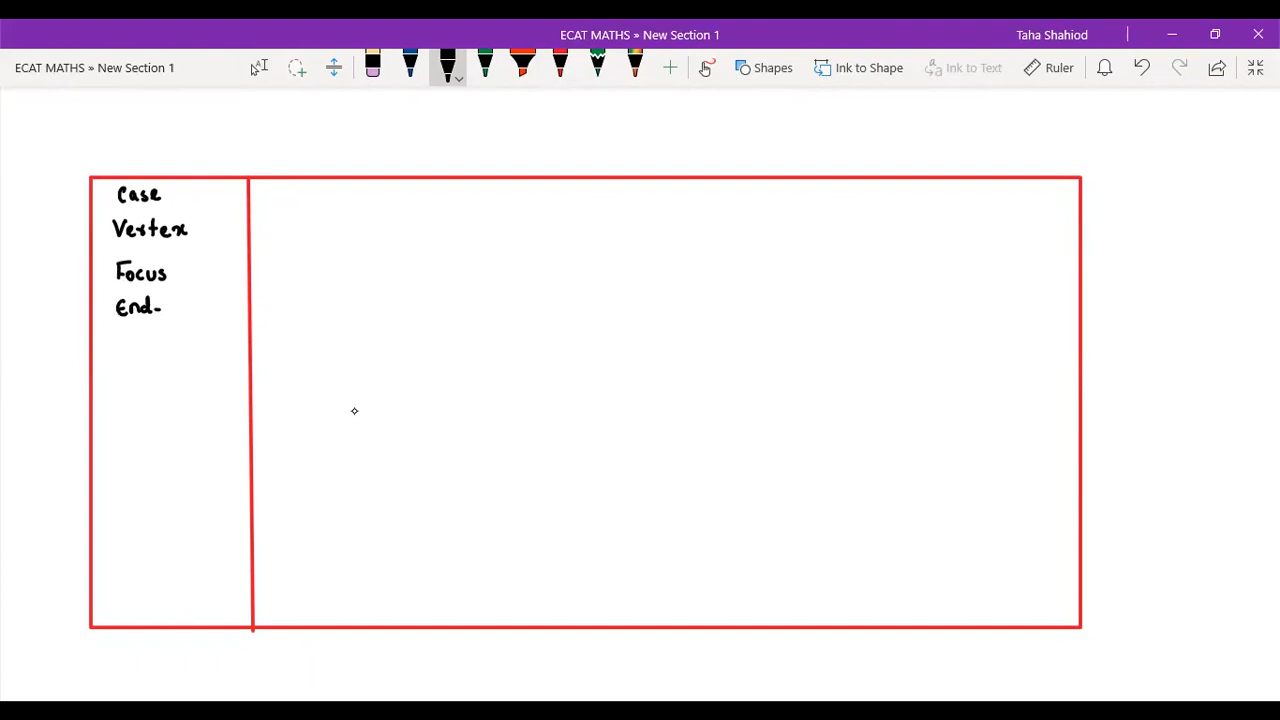 ECAT MATHS » New Section 1
Taha Shahiod
ECAT MATHS » New Section 1
Shapes
Ink to Shape
Ink to Text
Ruler
Case
Vertex
Focus
End-